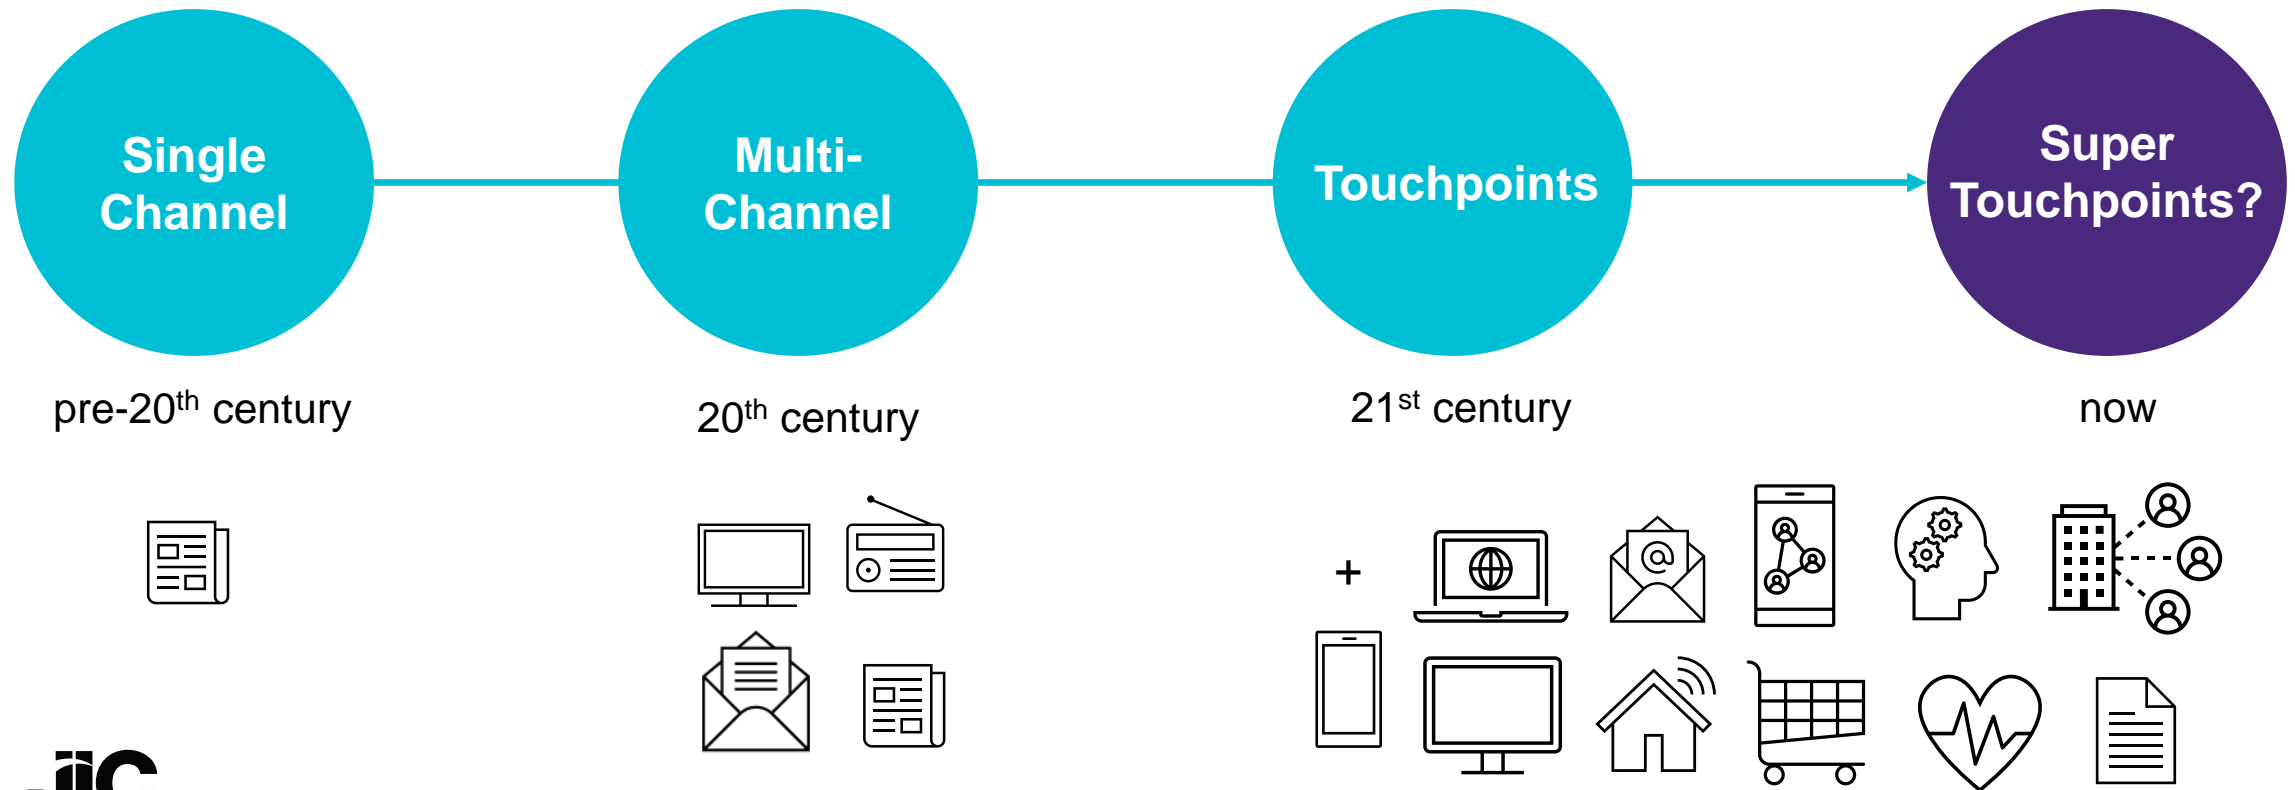 Single
Channel
Multi-
Channel
Touchpoints
Super
Touchpoints?
pre-20th century
20th century
21st century
now
+
@